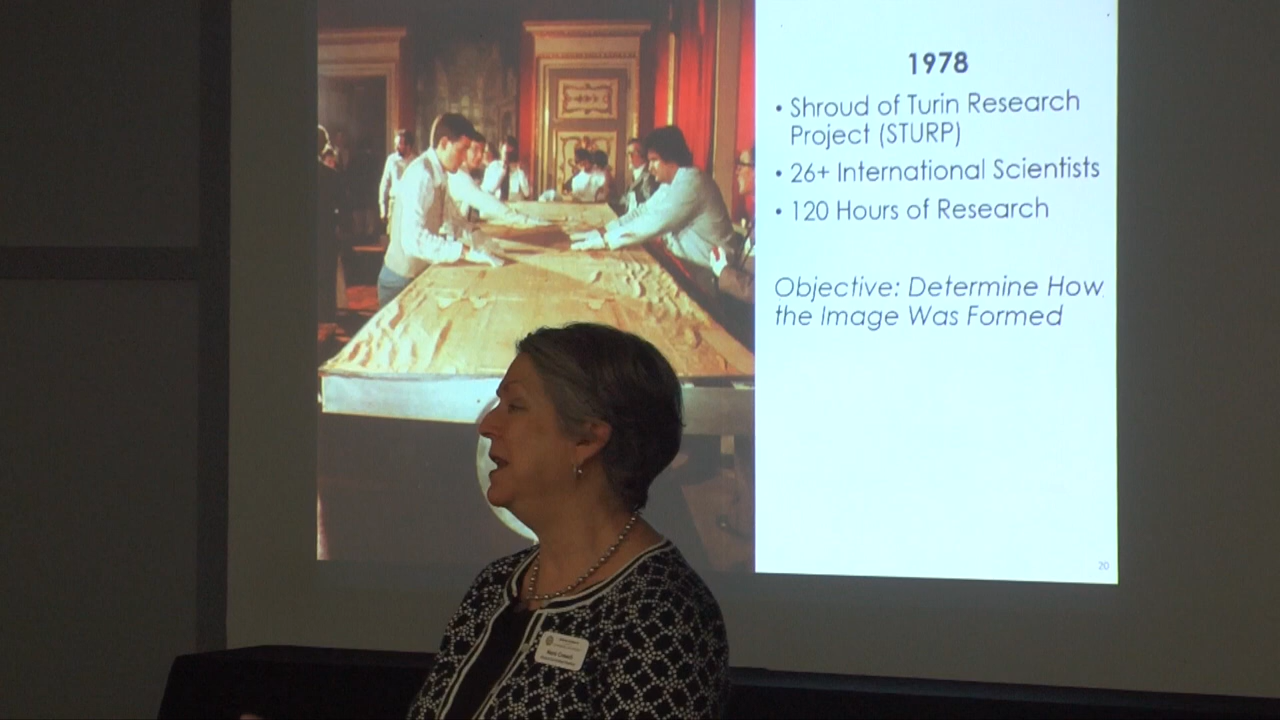 1978
• Shroud of Turin Research
Project (STURP)
• 26+ International Scientists
• 120 Hours of Research
Objective: Determine How
the Image Was Formed
20